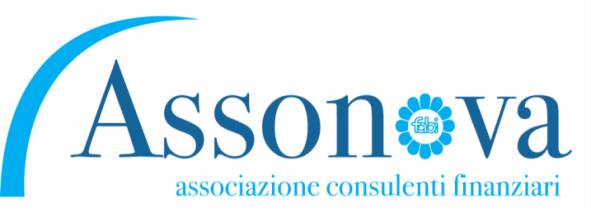 Assonova
fabi
associazione consulenti finanziari